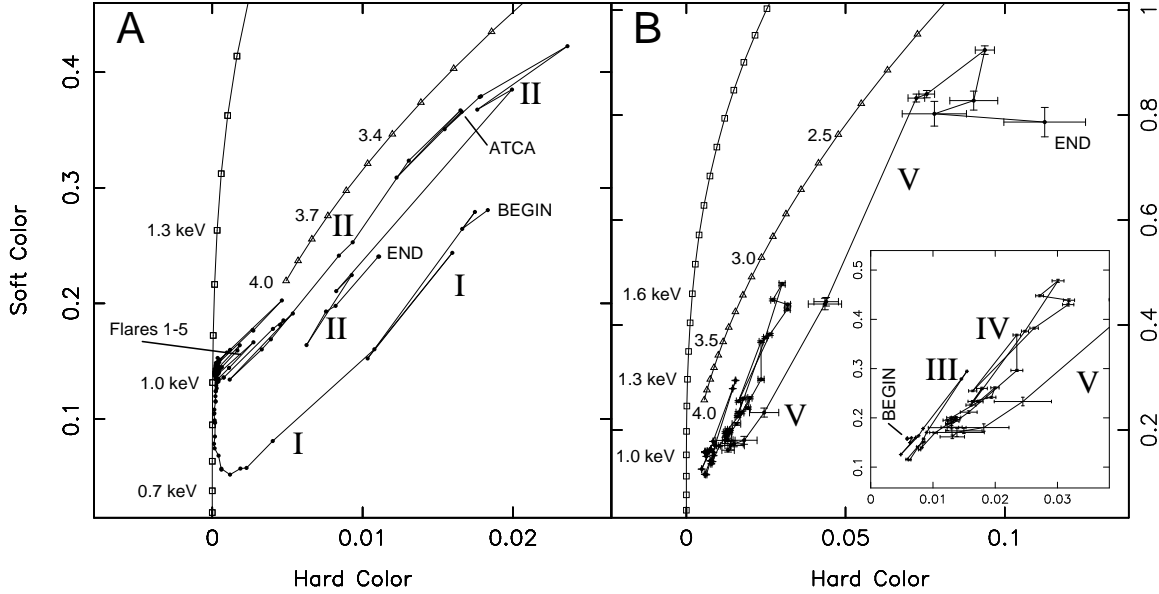 A
B
1
0.8
0.6
0.4
0.2
0.4
0.3
0.2
0.1
Soft Color
II
ATCA
3.4
3.7
4.0
II
1.3 keV
BEGIN
END
I
II
Flares 1-5
1.0 keV
I
0.7 keV
0
0.01
0.02
Hard Color
2.5
END
V
3.0
1.6 keV
3.5
1.3 keV
4.0
V
1.0 keV
0.5
0.4
0.3
0.2
0.1
IV
III
BEGIN
V
0
0.01
0.02
0.03
0
0.05
0.1
Hard Color